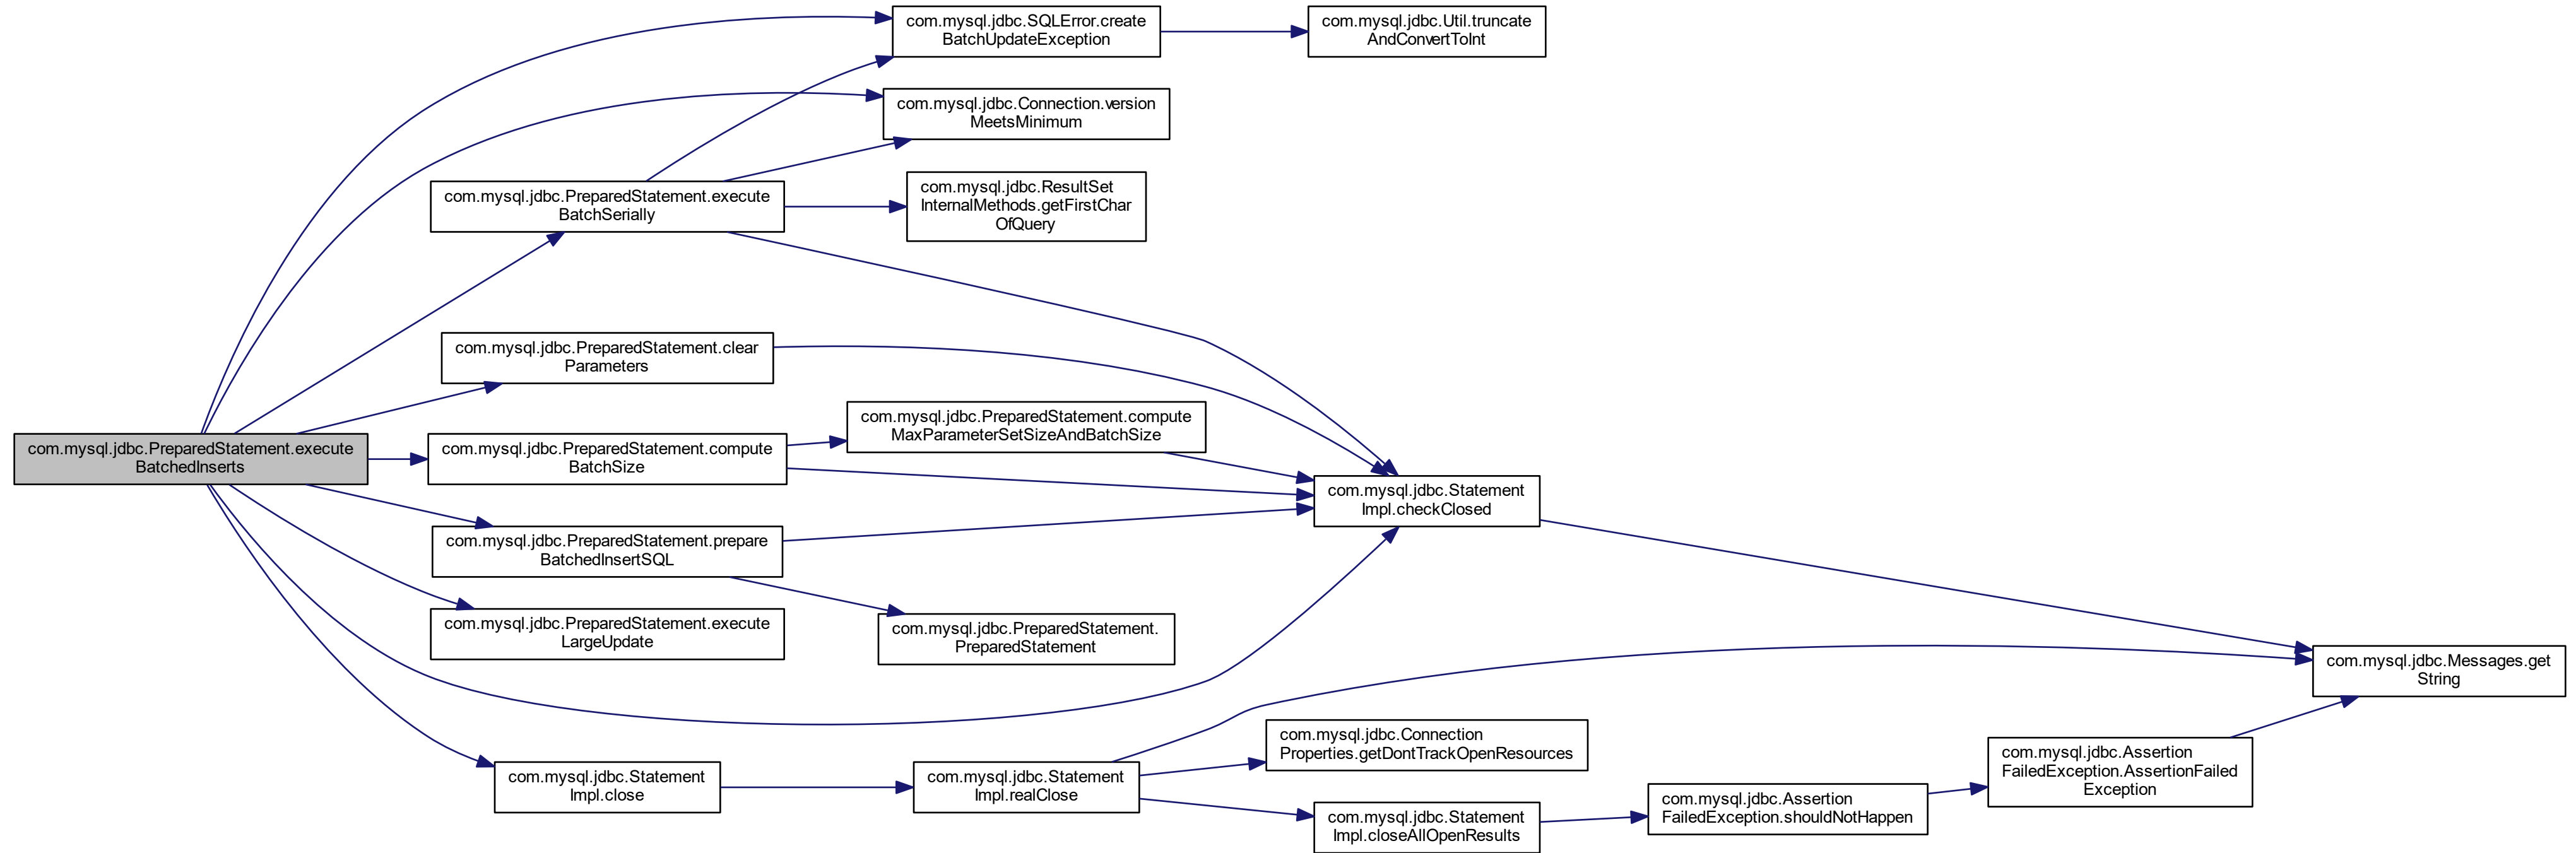 com.mysql.jdbc.SQLError.create
BatchUpdateException
com.mysql.jdbc.Util.truncate
AndConvertToInt
com.mysql.jdbc.Connection.version
MeetsMinimum
com.mysql.jdbc.PreparedStatement.execute
BatchSerially
com.mysql.jdbc.ResultSet
InternalMethods.getFirstChar
OfQuery
com.mysql.jdbc.PreparedStatement.clear
Parameters
com.mysql.jdbc.PreparedStatement.execute
BatchedInserts
com.mysql.jdbc.PreparedStatement.compute
BatchSize
com.mysql.jdbc.PreparedStatement.compute
MaxParameterSetSizeAndBatchSize
com.mysql.jdbc.Statement
Impl.checkClosed
com.mysql.jdbc.PreparedStatement.prepare
BatchedInsertSQL
com.mysql.jdbc.PreparedStatement.execute
LargeUpdate
com.mysql.jdbc.PreparedStatement.
PreparedStatement
com.mysql.jdbc.Messages.get
String
com.mysql.jdbc.Connection
Properties.getDontTrackOpenResources
com.mysql.jdbc.Statement
Impl.close
com.mysql.jdbc.Statement
Impl.realClose
com.mysql.jdbc.Statement
Impl.closeAllOpenResults
com.mysql.jdbc.Assertion
FailedException.shouldNotHappen
com.mysql.jdbc.Assertion
FailedException.AssertionFailed
Exception